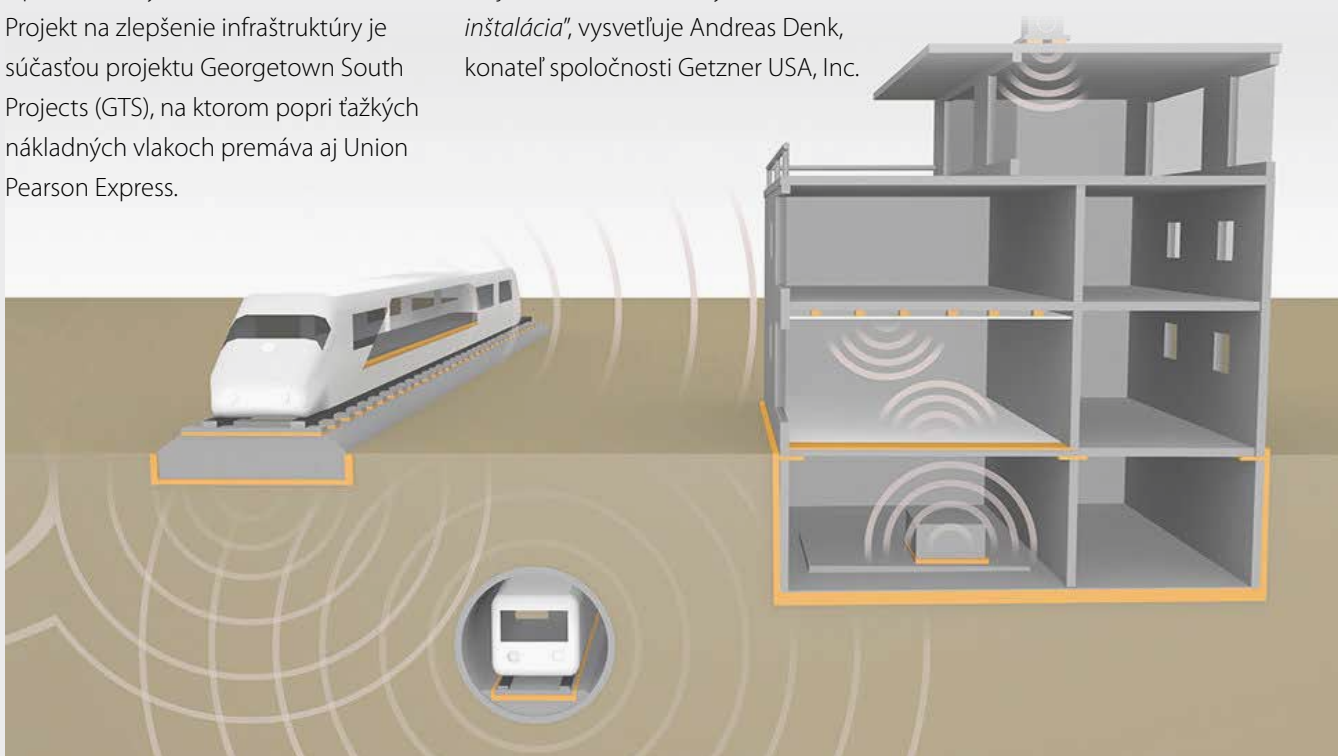 Projekt na zlepšenie infraštruktúry je
súčasťou projektu Georgetown South
Projects (GTS), na ktorom popri ťažkých
nákladných vlakoch premáva aj Union
Pearson Express.
inštalácia", vysvetľuje Andreas Denk,
konateľ spoločnosti Getzner USA, Inc.